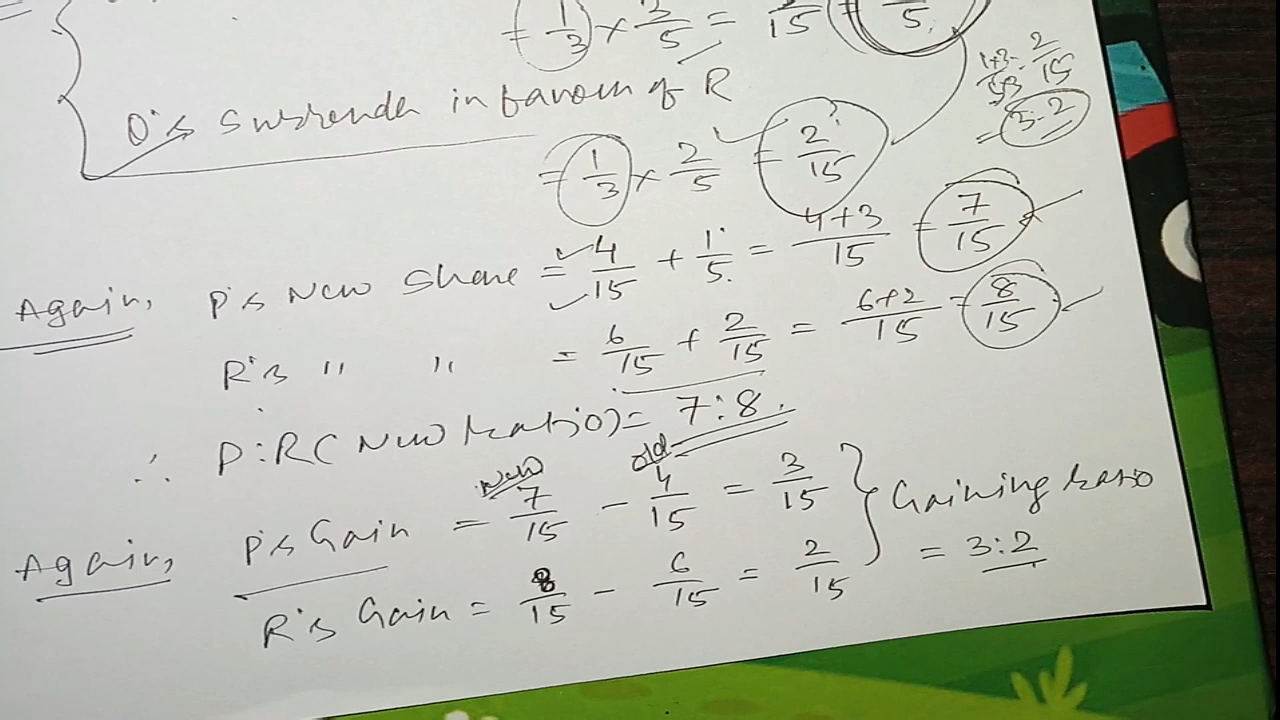 = 1/3 × 3/5 = 3/15 = 1/5
O's surrender in favour of R
= 1/3 × 2/5 = 2/15
2/15
= 3:2
Again, P's New Share = 4/15 + 1/5 = 4+3/15 = 7/15
R's " " = 6/15 + 2/15 = 6+2/15 = 8/15
∴ P:R (New Ratio) = 7:8.
New old
Again, P's Gain = 7/15 - 4/15 = 3/15 } Gaining Ratio
R's Gain = 8/15 - 6/15 = 2/15 = 3:2